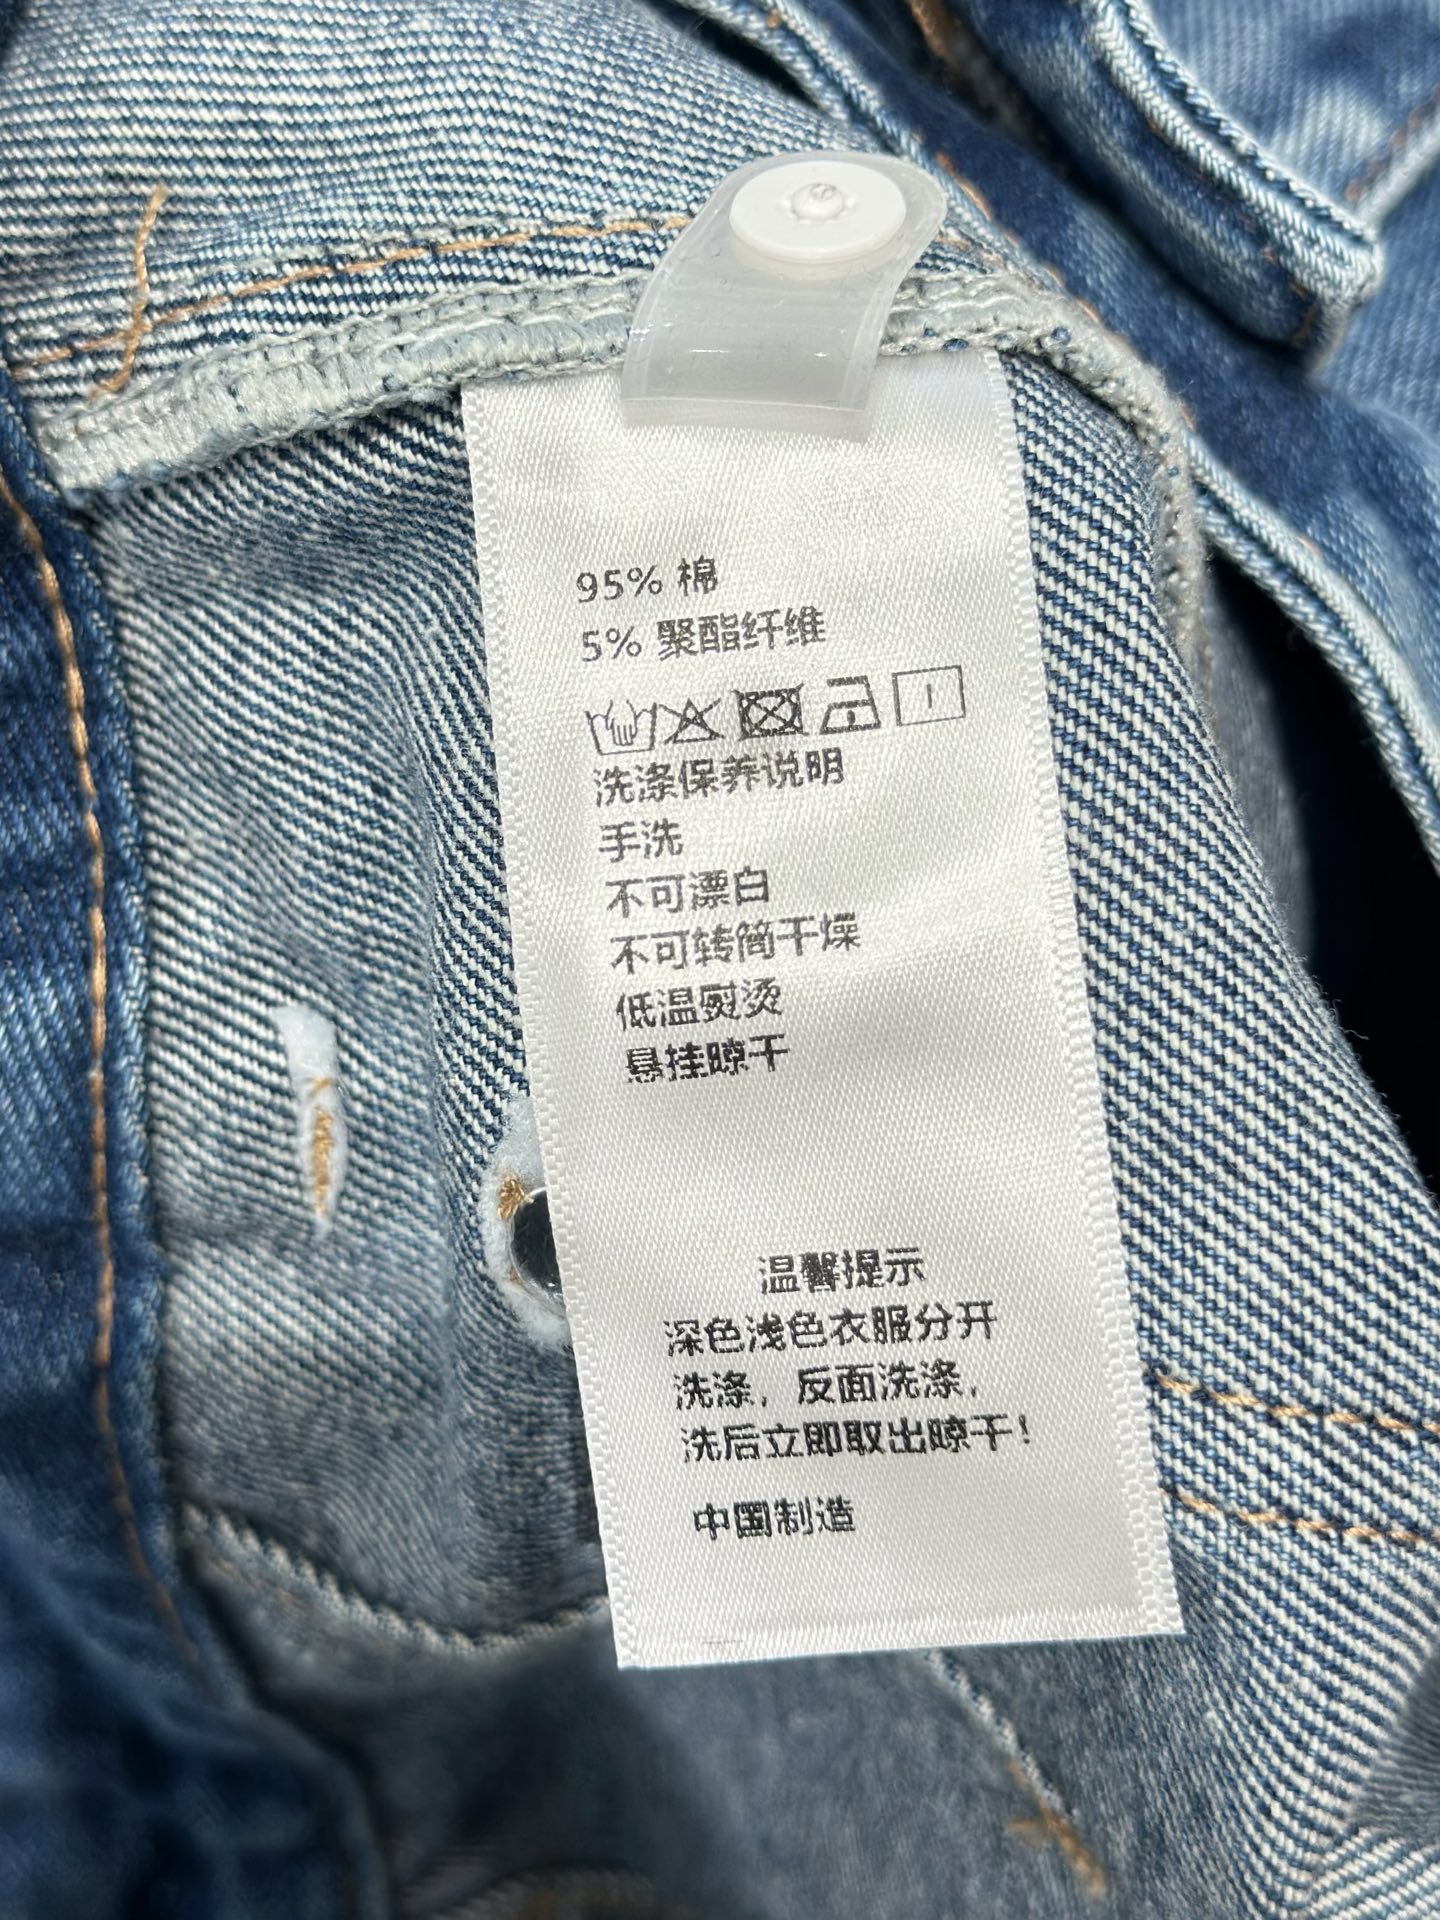 95% 棉
5% 聚酯纤维
洗涤保养说明
手洗
不可漂白
不可转筒干燥
低温熨烫
悬挂晾干
温馨提示
深色浅色衣服分开
洗涤，反面洗涤，
洗后立即取出晾干！
中国制造